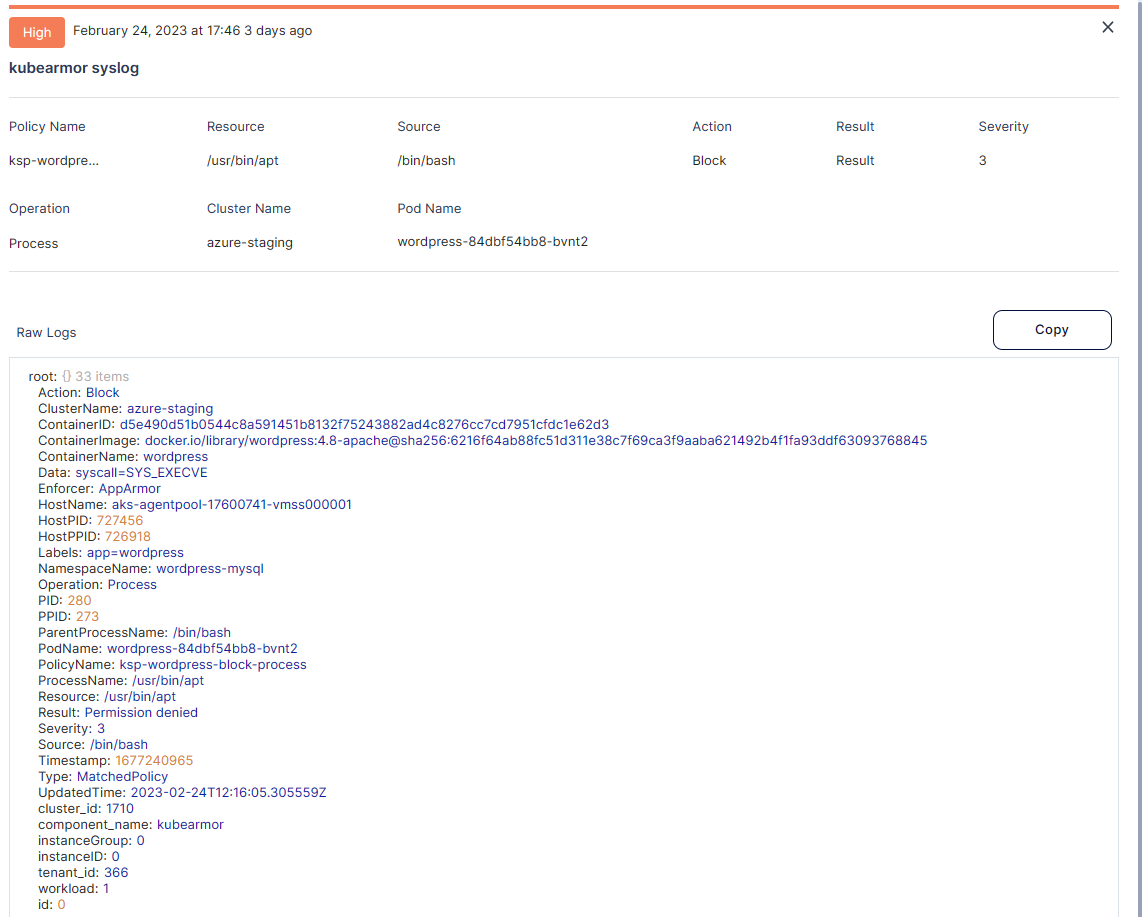 High February 24, 2023 at 17:46 3 days ago
kubearmor syslog
Policy Name Resource Source Action Result Severity
ksp-wordpre... /usr/bin/apt /bin/bash Block Result 3
Operation Cluster Name Pod Name
Process azure-staging wordpress-84dbf54bb8-bvnt2
Raw Logs Copy
root: {} 33 items
Action: Block
ClusterName: azure-staging
ContainerID: d5e490d51b0544c8a591451b8132f75243882ad4c8276cc7cd7951cfdc1e62d3
ContainerImage: docker.io/library/wordpress:4.8-apache@sha256:6216f64ab88fc51d311e38c7f69ca3f9aaba621492b4f1fa93ddf63093768845
ContainerName: wordpress
Data: syscall=SYS_EXECVE
Enforcer: AppArmor
HostName: aks-agentpool-17600741-vmss000001
HostPID: 727456
HostPPID: 726918
Labels: app=wordpress
NamespaceName: wordpress-mysql
Operation: Process
PID: 280
PPID: 273
ParentProcessName: /bin/bash
PodName: wordpress-84dbf54bb8-bvnt2
PolicyName: ksp-wordpress-block-process
ProcessName: /usr/bin/apt
Resource: /usr/bin/apt
Result: Permission denied
Severity: 3
Source: /bin/bash
Timestamp: 1677240965
Type: MatchedPolicy
UpdatedTime: 2023-02-24T12:16:05.305559Z
cluster_id: 1710
component_name: kubearmor
instanceGroup: 0
instanceID: 0
tenant_id: 366
workload: 1
id: 0